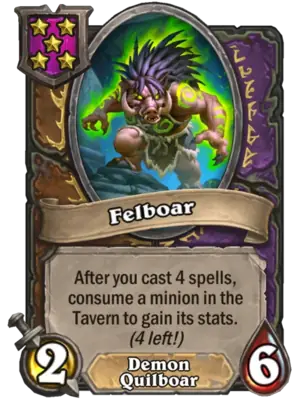 Felboar
After you cast 4 spells,
consume a minion in the
Tavern to gain its stats.
(4 left!)
2
Demon
Quilboar
6